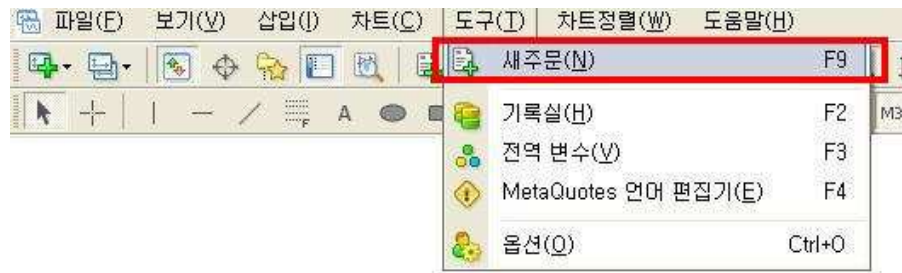 파일(F) 보기(V) 삽입(I) 차트(C) 도구(T) 차트정렬(W) 도움말(H)
새주문(N) F9
A M3
기록실(H) F2
전역 변수(V) F3
MetaQuotes 언어 편집기(E) F4
옵션(O) Ctrl+O